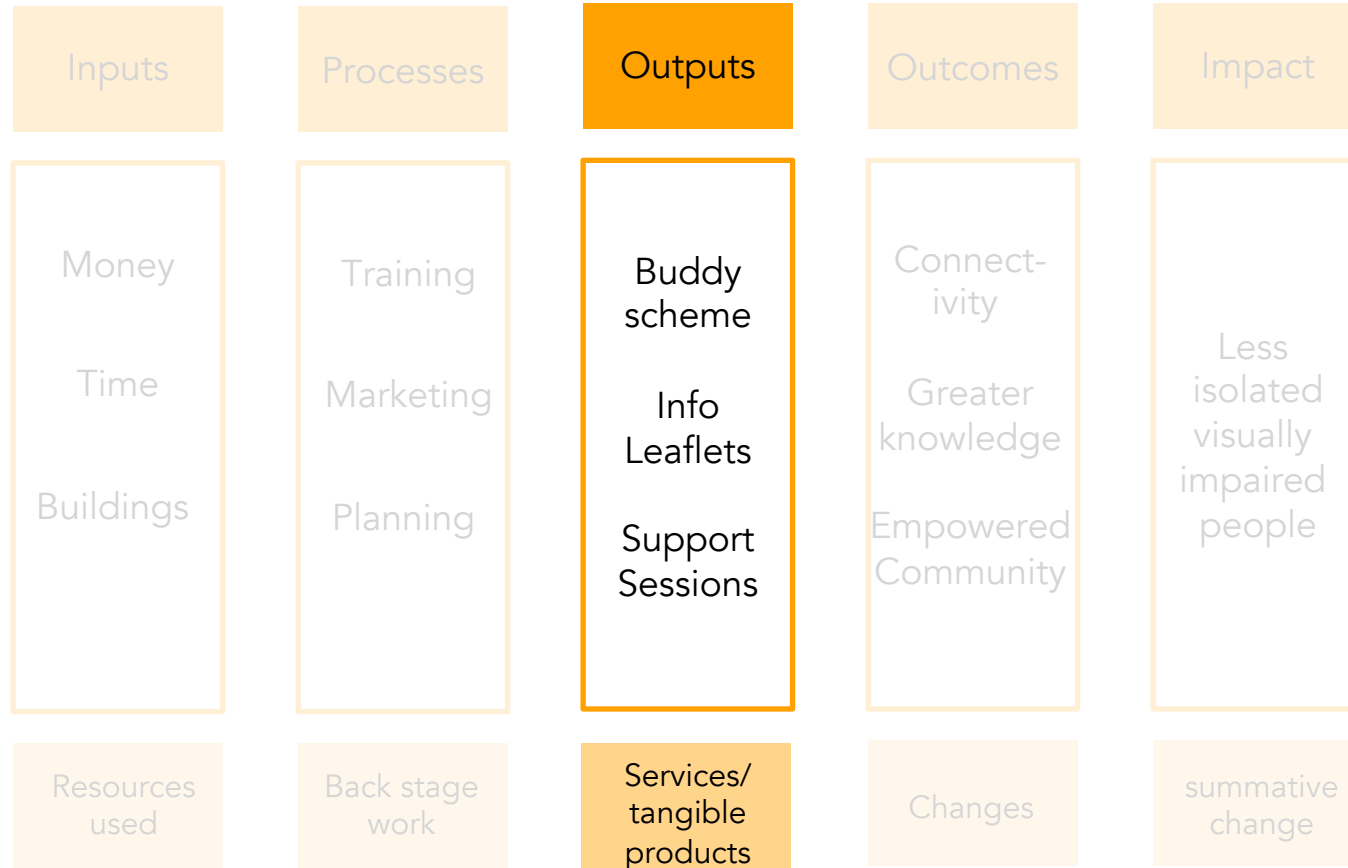 Inputs
Processes
Outputs
Outcomes
Impact
Money
Time
Buildings
Training
Marketing
Planning
Buddy
scheme
Info
Leaflets
Support
Sessions
Connect-
ivity
Greater
knowledge
Empowered
Community
Less
isolated
visually
impaired
people
Resources
used
Back stage
work
Services/
tangible
products
Changes
summative
change